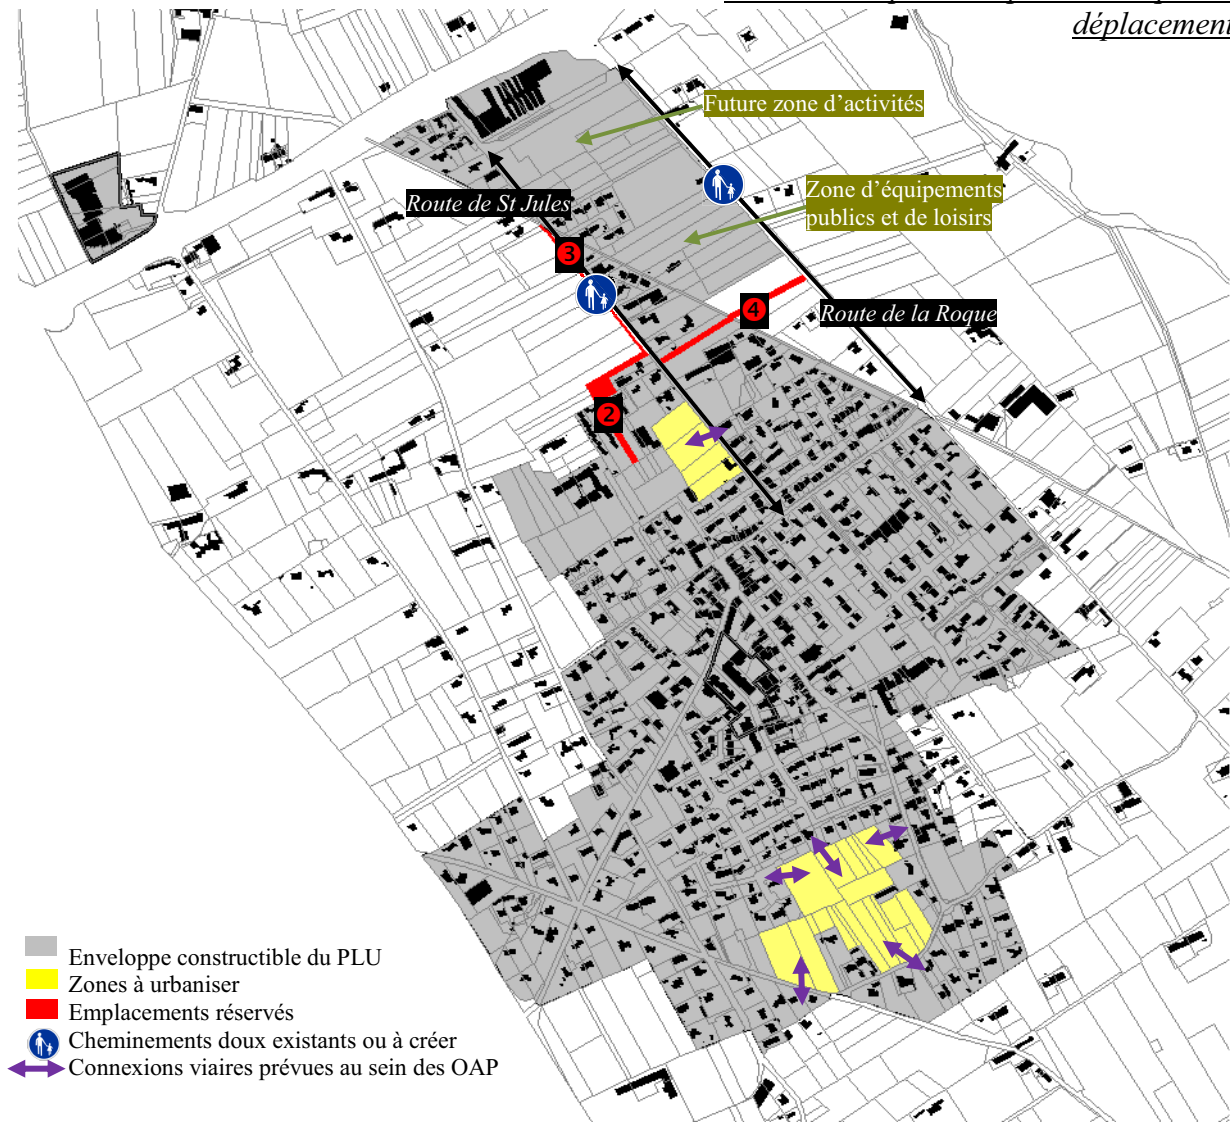 déplacement
Future zone d'activités
Zone d'équipements
publics et de loisirs
Route de St Jules
3
4
Route de la Roque
2
Enveloppe constructible du PLU
Zones à urbaniser
Emplacements réservés
Cheminements doux existants ou à créer
Connexions viaires prévues au sein des OAP